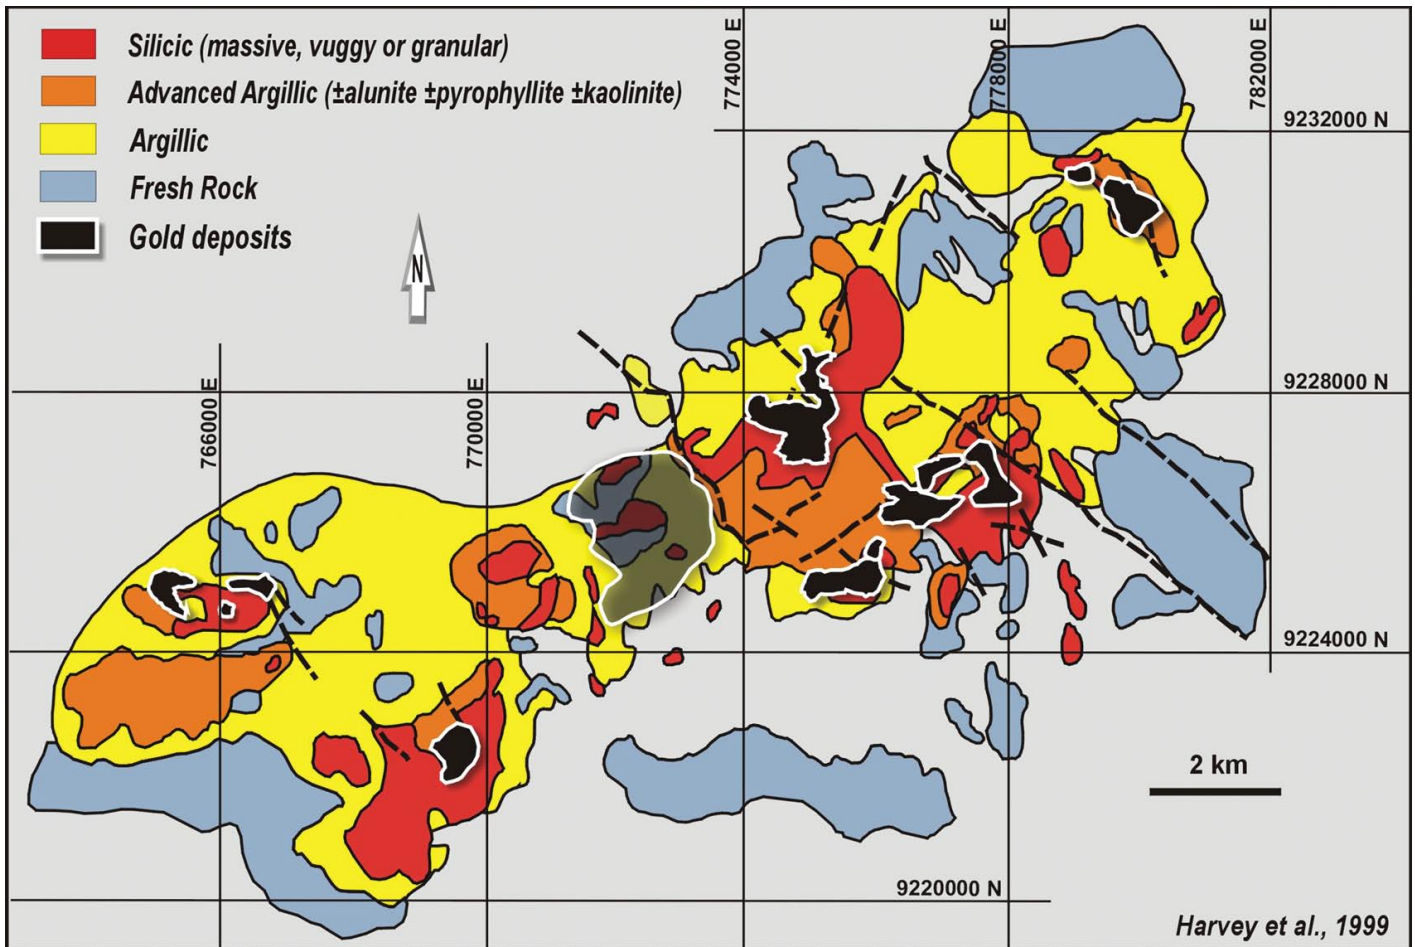 Silicic (massive, vuggy or granular)
Advanced Argillic (±alunite ±pyrophyllite ±kaolinite)
Argillic
Fresh Rock
Gold deposits
N
774000 E
778000 E
782000 E
9232000 N
9228000 N
766000 E
770000 E
9224000 N
2 km
9220000 N
Harvey et al., 1999